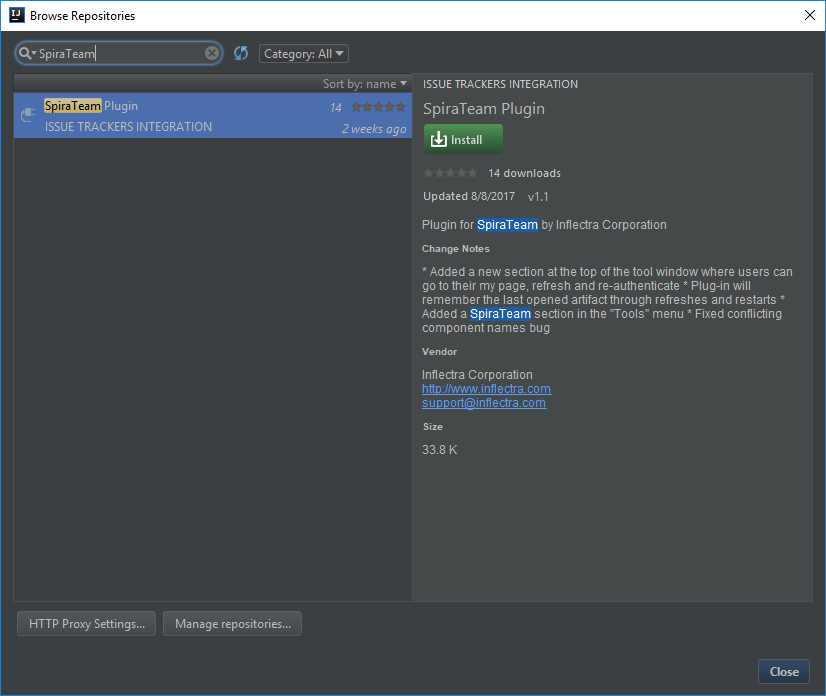 IJ Browse Repositories
SpiraTeam
Category: All
Sort by: name
SpiraTeam Plugin 14
ISSUE TRACKERS INTEGRATION 2 weeks ago
ISSUE TRACKERS INTEGRATION
SpiraTeam Plugin
Install
14 downloads
Updated 8/8/2017 v1.1
Plugin for SpiraTeam by Inflectra Corporation
Change Notes
* Added a new section at the top of the tool window where users can
go to their my page, refresh and re-authenticate * Plug-in will
remember the last opened artifact through refreshes and restarts *
Added a SpiraTeam section in the "Tools" menu * Fixed conflicting
component names bug
Vendor
Inflectra Corporation
http://www.inflectra.com
support@inflectra.com
Size
33.8 K
HTTP Proxy Settings...
Manage repositories...
Close